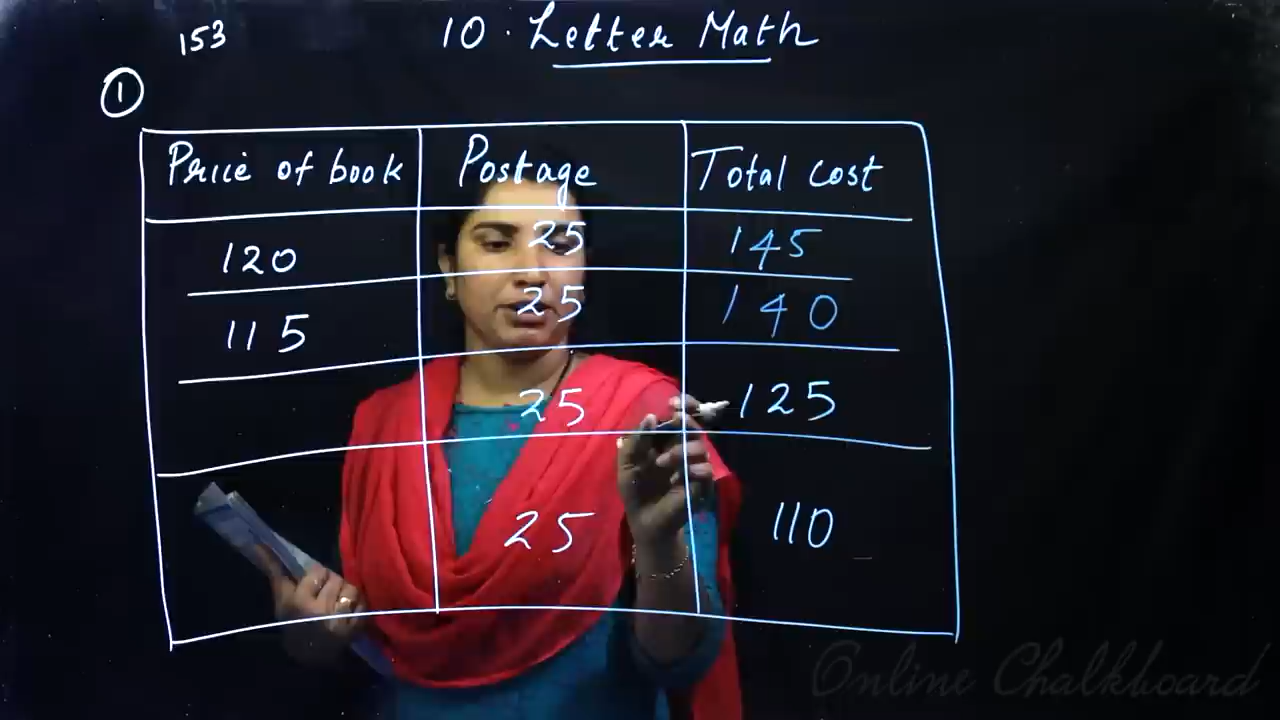 153
10. Letter Math
1
Price of book Postage Total cost
120 25 145
115 25 140
25 125
25 110
Online Chalkboard